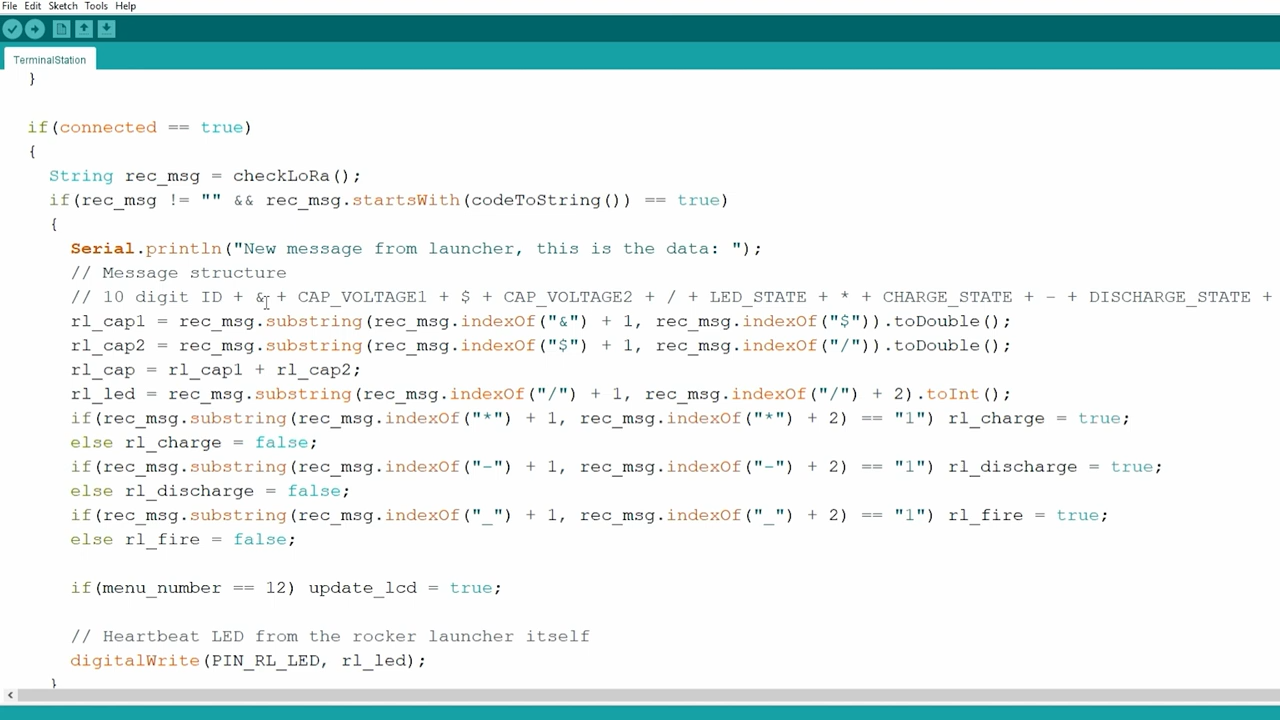 File Edit Sketch Tools Help
TerminalStation
}
if(connected == true)
{
String rec_msg = checkLoRa();
if(rec_msg != "" && rec_msg.startsWith(codeToString()) == true)
{
Serial.println("New message from launcher, this is the data: ");
// Message structure
// 10 digit ID + & + CAP_VOLTAGE1 + $ + CAP_VOLTAGE2 + / + LED_STATE + * + CHARGE_STATE + - + DISCHARGE_STATE +
rl_cap1 = rec_msg.substring(rec_msg.indexOf("&") + 1, rec_msg.indexOf("$")).toDouble();
rl_cap2 = rec_msg.substring(rec_msg.indexOf("$") + 1, rec_msg.indexOf("/")).toDouble();
rl_cap = rl_cap1 + rl_cap2;
rl_led = rec_msg.substring(rec_msg.indexOf("/") + 1, rec_msg.indexOf("/") + 2).toInt();
if(rec_msg.substring(rec_msg.indexOf("*") + 1, rec_msg.indexOf("*") + 2) == "1") rl_charge = true;
else rl_charge = false;
if(rec_msg.substring(rec_msg.indexOf("-") + 1, rec_msg.indexOf("-") + 2) == "1") rl_discharge = true;
else rl_discharge = false;
if(rec_msg.substring(rec_msg.indexOf("_") + 1, rec_msg.indexOf("_") + 2) == "1") rl_fire = true;
else rl_fire = false;
if(menu_number == 12) update_lcd = true;
// Heartbeat LED from the rocker launcher itself
digitalWrite(PIN_RL_LED, rl_led);
}